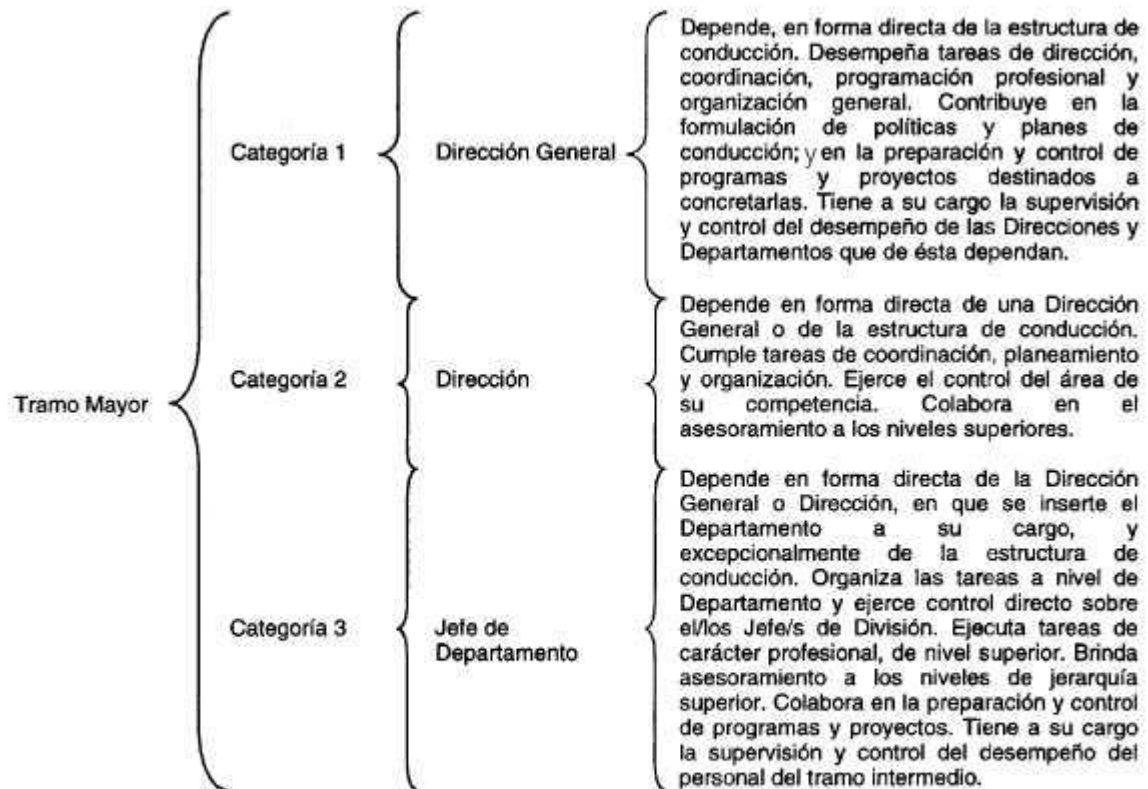 Tramo Mayor
Categoría 1
Dirección General
Depende, en forma directa de la estructura de
conducción. Desempeña tareas de dirección,
coordinación, programación profesional y
organización general. Contribuye en la
formulación de políticas y planes de
conducción; y en la preparación y control de
programas y proyectos destinados a
concretarlas. Tiene a su cargo la supervisión
y control del desempeño de las Direcciones y
Departamentos que de ésta dependan.
Categoría 2
Dirección
Depende en forma directa de una Dirección
General o de la estructura de conducción.
Cumple tareas de coordinación, planeamiento
y organización. Ejerce el control del área de
su competencia. Colabora en el
asesoramiento a los niveles superiores.
Categoría 3
Jefe de
Departamento
Depende en forma directa de la Dirección
General o Dirección, en que se inserte el
Departamento a su cargo, y
excepcionalmente de la estructura de
conducción. Organiza las tareas a nivel de
Departamento y ejerce control directo sobre
el/los Jefe/s de División. Ejecuta tareas de
carácter profesional, de nivel superior. Brinda
asesoramiento a los niveles de jerarquía
superior. Colabora en la preparación y control
de programas y proyectos. Tiene a su cargo
la supervisión y control del desempeño del
personal del tramo intermedio.